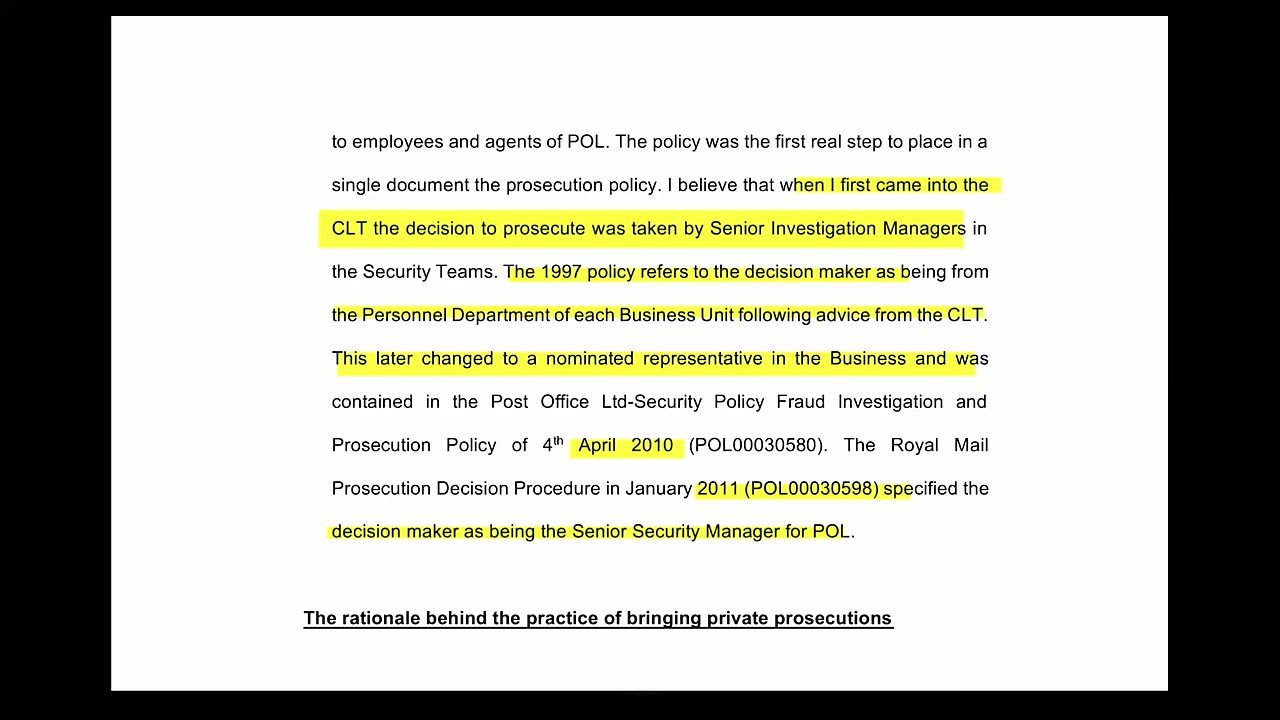 to employees and agents of POL. The policy was the first real step to place in a
single document the prosecution policy. I believe that when I first came into the
CLT the decision to prosecute was taken by Senior Investigation Managers in
the Security Teams. The 1997 policy refers to the decision maker as being from
the Personnel Department of each Business Unit following advice from the CLT.
This later changed to a nominated representative in the Business and was
contained in the Post Office Ltd-Security Policy Fraud Investigation and
Prosecution Policy of 4th April 2010 (POL00030580). The Royal Mail
Prosecution Decision Procedure in January 2011 (POL00030598) specified the
decision maker as being the Senior Security Manager for POL.
The rationale behind the practice of bringing private prosecutions